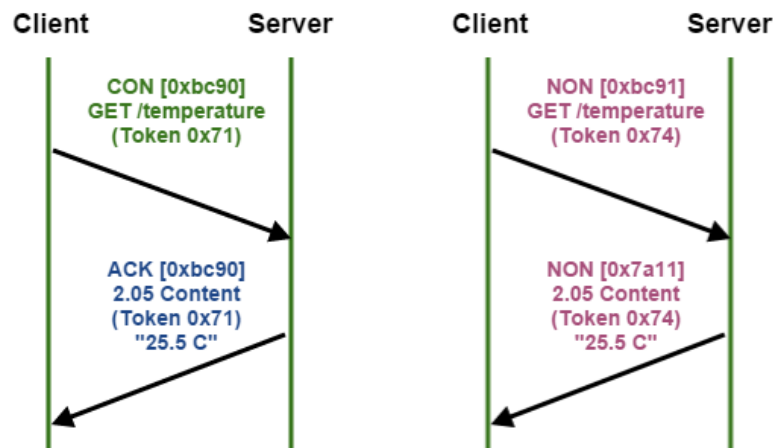 Client
Server
CON [0xbc90]
GET /temperature
(Token 0x71)
ACK [0xbc90]
2.05 Content
(Token 0x71)
"25.5 C"
Client
Server
NON [0xbc91]
GET /temperature
(Token 0x74)
NON [0x7a11]
2.05 Content
(Token 0x74)
"25.5 C"